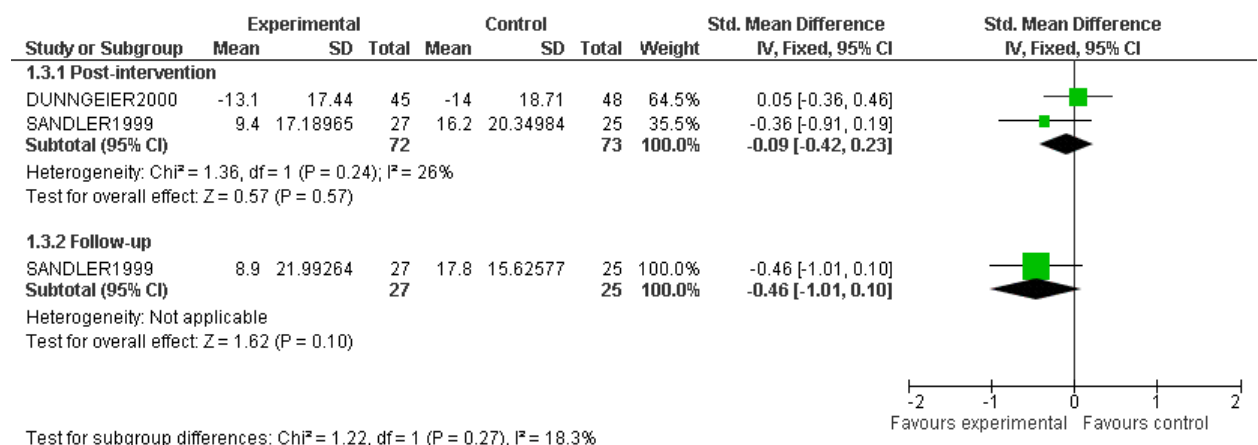 Experimental Control Std. Mean Difference Std. Mean Difference
Study or Subgroup Mean SD Total Mean SD Total Weight IV, Fixed, 95% CI IV, Fixed, 95% CI
1.3.1 Post-intervention
DUNNGEIER2000 -13.1 17.44 45 -14 18.71 48 64.5% 0.05 [-0.36, 0.46]
SANDLER1999 9.4 17.18965 27 16.2 20.34984 25 35.5% -0.36 [-0.91, 0.19]
Subtotal (95% CI) 72 73 100.0% -0.09 [-0.42, 0.23]
Heterogeneity: Chi² = 1.36, df = 1 (P = 0.24); I² = 26%
Test for overall effect: Z = 0.57 (P = 0.57)
1.3.2 Follow-up
SANDLER1999 8.9 21.99264 27 17.8 15.62577 25 100.0% -0.46 [-1.01, 0.10]
Subtotal (95% CI) 27 25 100.0% -0.46 [-1.01, 0.10]
Heterogeneity: Not applicable
Test for overall effect: Z = 1.62 (P = 0.10)
-2 -1 0 1 2
Favours experimental Favours control
Test for subgroup differences: Chi² = 1.22, df = 1 (P = 0.27), I² = 18.3%